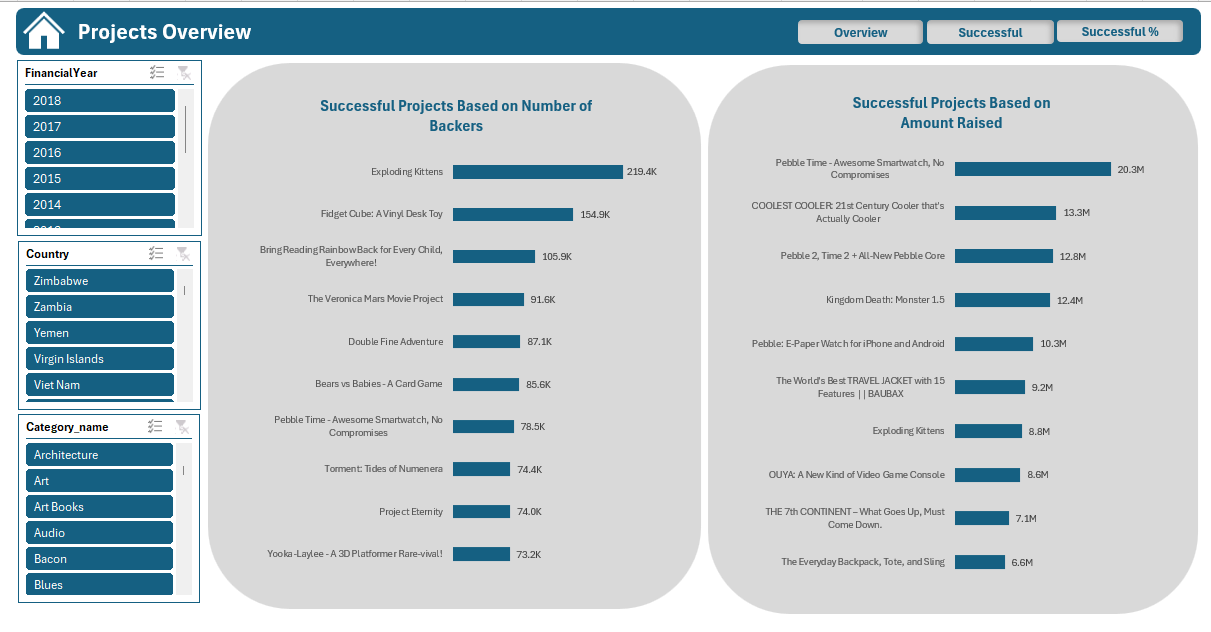 Projects Overview
Overview
Successful
Successful %
FinancialYear
2018
2017
2016
2015
2014
Country
Zimbabwe
Zambia
Yemen
Virgin Islands
Viet Nam
Category_name
Architecture
Art
Art Books
Audio
Bacon
Blues
Successful Projects Based on Number of
Backers
Exploding Kittens
219.4K
Fidget Cube: A Vinyl Desk Toy
154.9K
Bring Reading Rainbow Back for Every Child,
Everywhere!
105.9K
The Veronica Mars Movie Project
91.6K
Double Fine Adventure
87.1K
Bears vs Babies - A Card Game
85.6K
Pebble Time - Awesome Smartwatch, No
Compromises
78.5K
Torment: Tides of Numenera
74.4K
Project Eternity
74.0K
Yooka-Laylee - A 3D Platformer Rare-vival!
73.2K
Successful Projects Based on
Amount Raised
Pebble Time - Awesome Smartwatch, No
Compromises
20.3M
COOLEST COOLER: 21st Century Cooler that's
Actually Cooler
13.3M
Pebble 2, Time 2 + All-New Pebble Core
12.8M
Kingdom Death: Monster 1.5
12.4M
Pebble: E-Paper Watch for iPhone and Android
10.3M
The World's Best TRAVEL JACKET with 15
Features || BAUBAX
9.2M
Exploding Kittens
8.8M
OUYA: A New Kind of Video Game Console
8.6M
THE 7th CONTINENT – What Goes Up, Must
Come Down.
7.1M
The Everyday Backpack, Tote, and Sling
6.6M